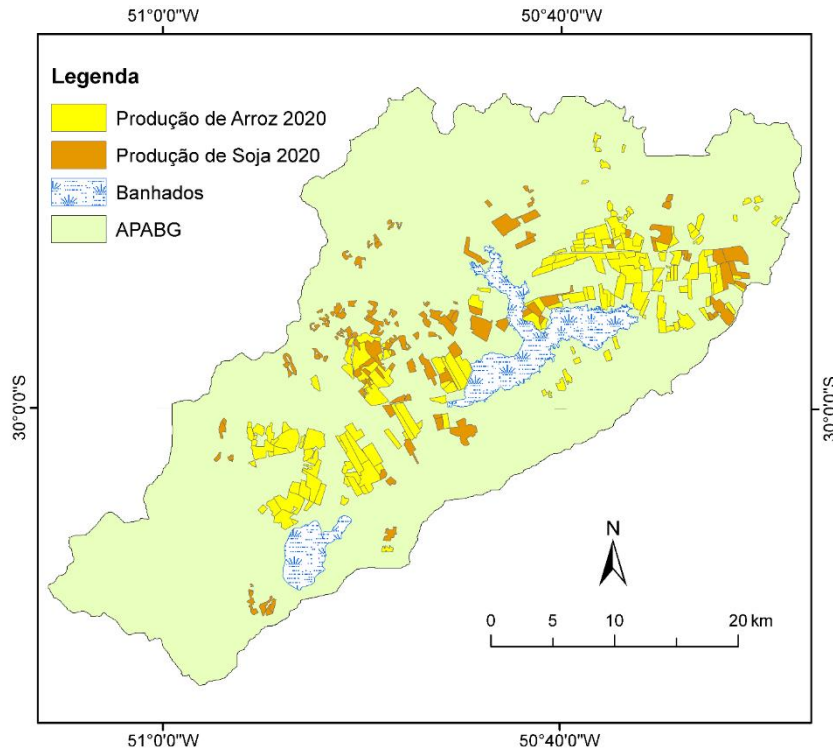 51°0'0"W 50°40'0"W
Legenda
Produção de Arroz 2020
Produção de Soja 2020
Banhados
APABG
30°0'0"S 30°0'0"S
N
0 5 10 20 km
51°0'0"W 50°40'0"W